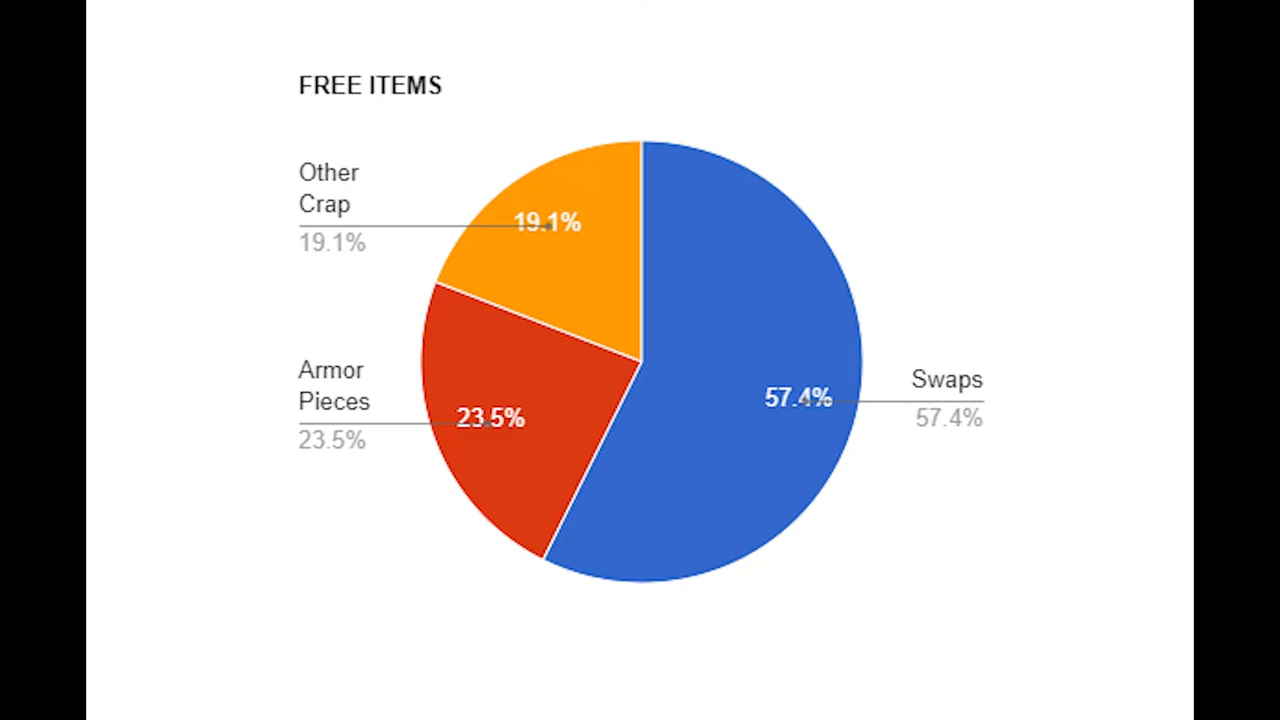 FREE ITEMS
Other
Crap
19.1%
19.1%
Armor
Pieces
23.5%
23.5%
57.4%
Swaps
57.4%